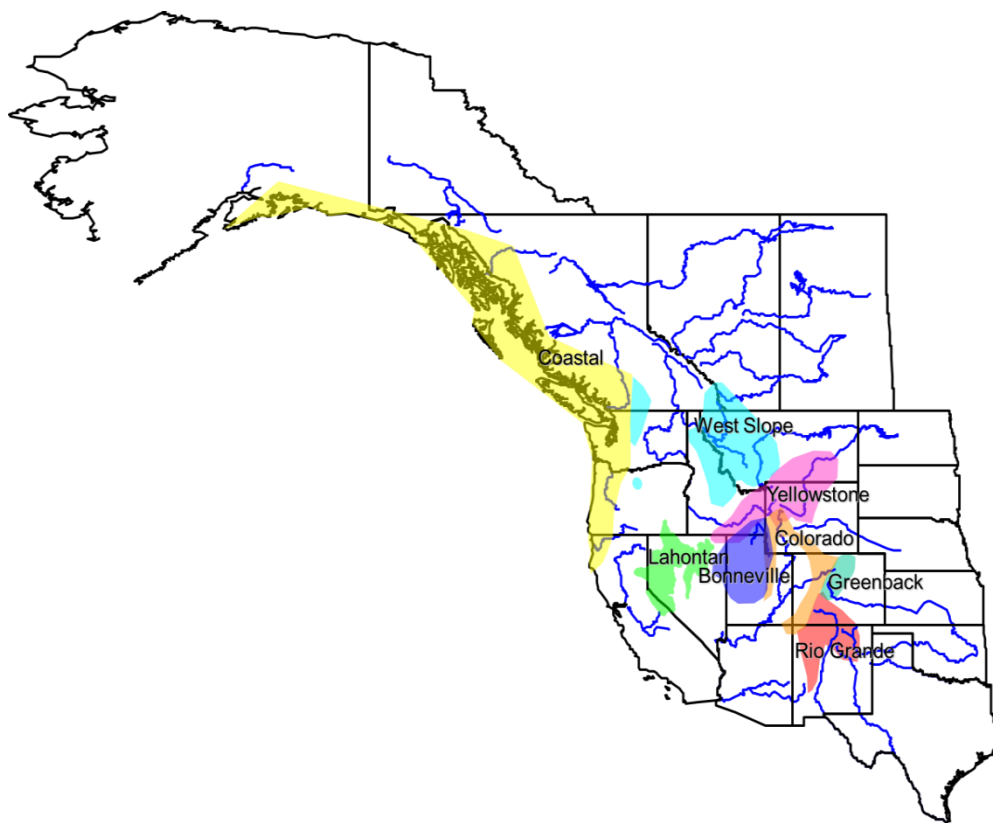 Coastal
West Slope
Yellowstone
Colorado
Lahontan
Bonneville
Greenback
Rio Grande